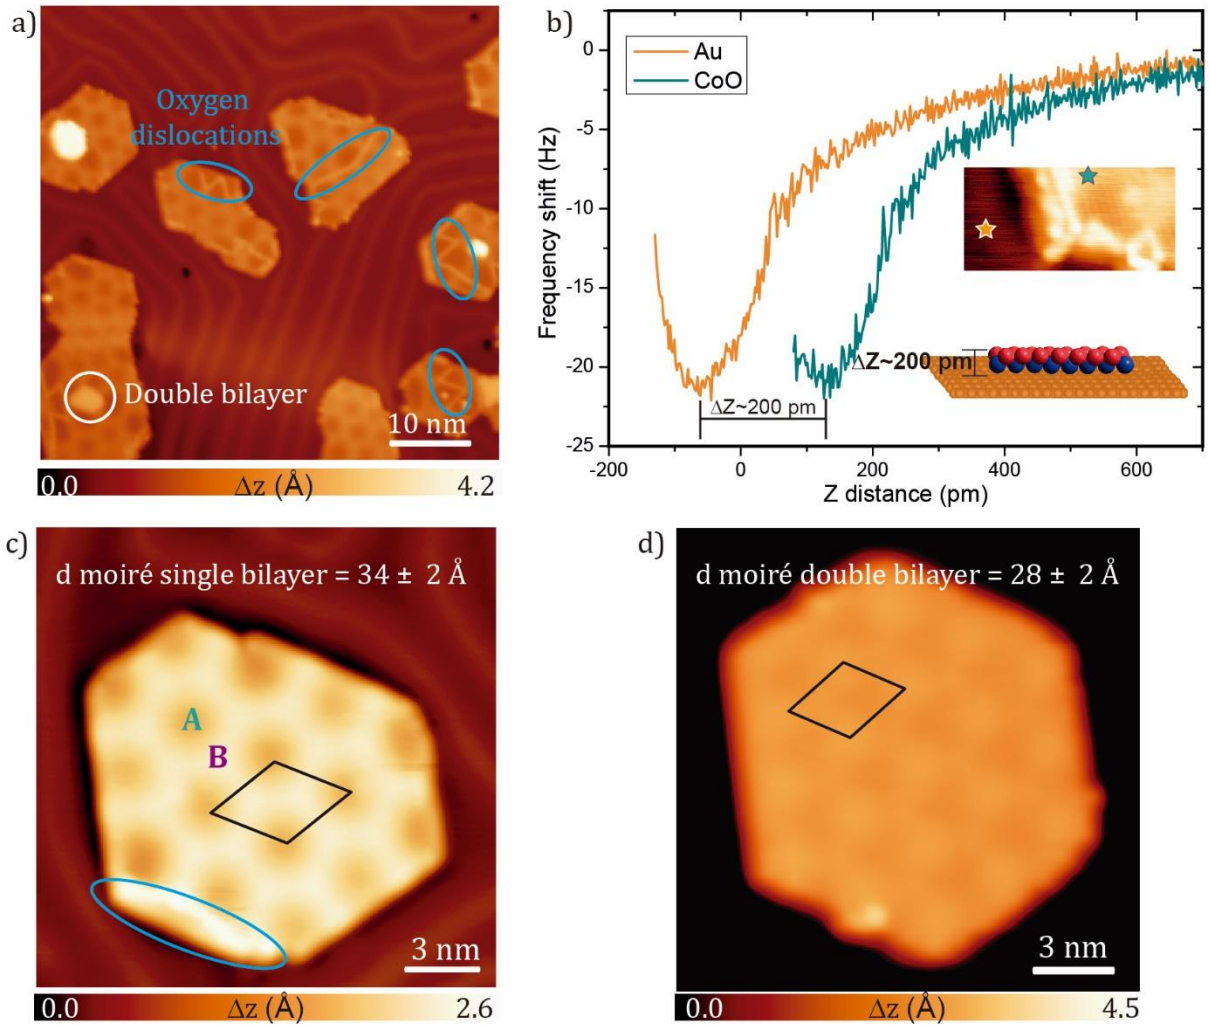 a)
Oxygen
dislocations
Double bilayer
10 nm
0.0 Δz (Å) 4.2
b)
Au
CoO
Frequency shift (Hz)
0
-5
-10
-15
-20
-25
ΔZ~200 pm
ΔZ~200 pm
-200 0 200 400 600
Z distance (pm)
c)
d moiré single bilayer = 34 ± 2 Å
A
B
3 nm
0.0 Δz (Å) 2.6
d)
d moiré double bilayer = 28 ± 2 Å
3 nm
0.0 Δz (Å) 4.5